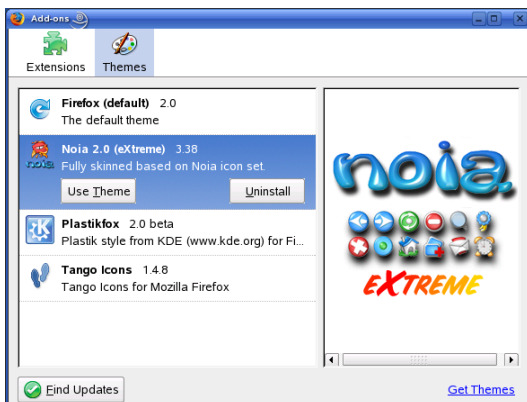 Add-ons
Extensions
Themes
Firefox (default) 2.0
The default theme
Noia 2.0 (eXtreme) 3.38
Fully skinned based on Noia icon set.
Use Theme
Uninstall
Plastikfox 2.0 beta
Plastik style from KDE (www.kde.org) for Fi...
Tango Icons 1.4.8
Tango Icons for Mozilla Firefox
noia
K
noia
eXTREME
Find Updates
Get Themes